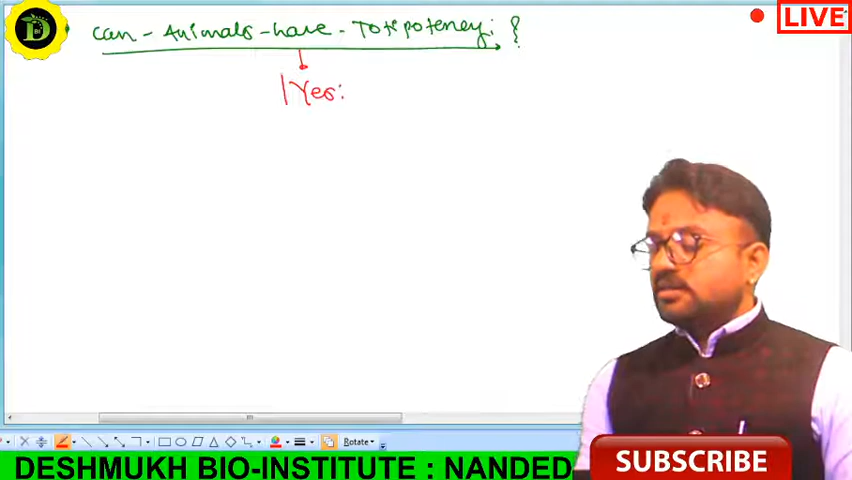 D
can - Animals - have - Totipotency: ?
LIVE
Yes:
Rotate
SUBSCRIBE
DESHMUKH BIO-INSTITUTE : NANDED